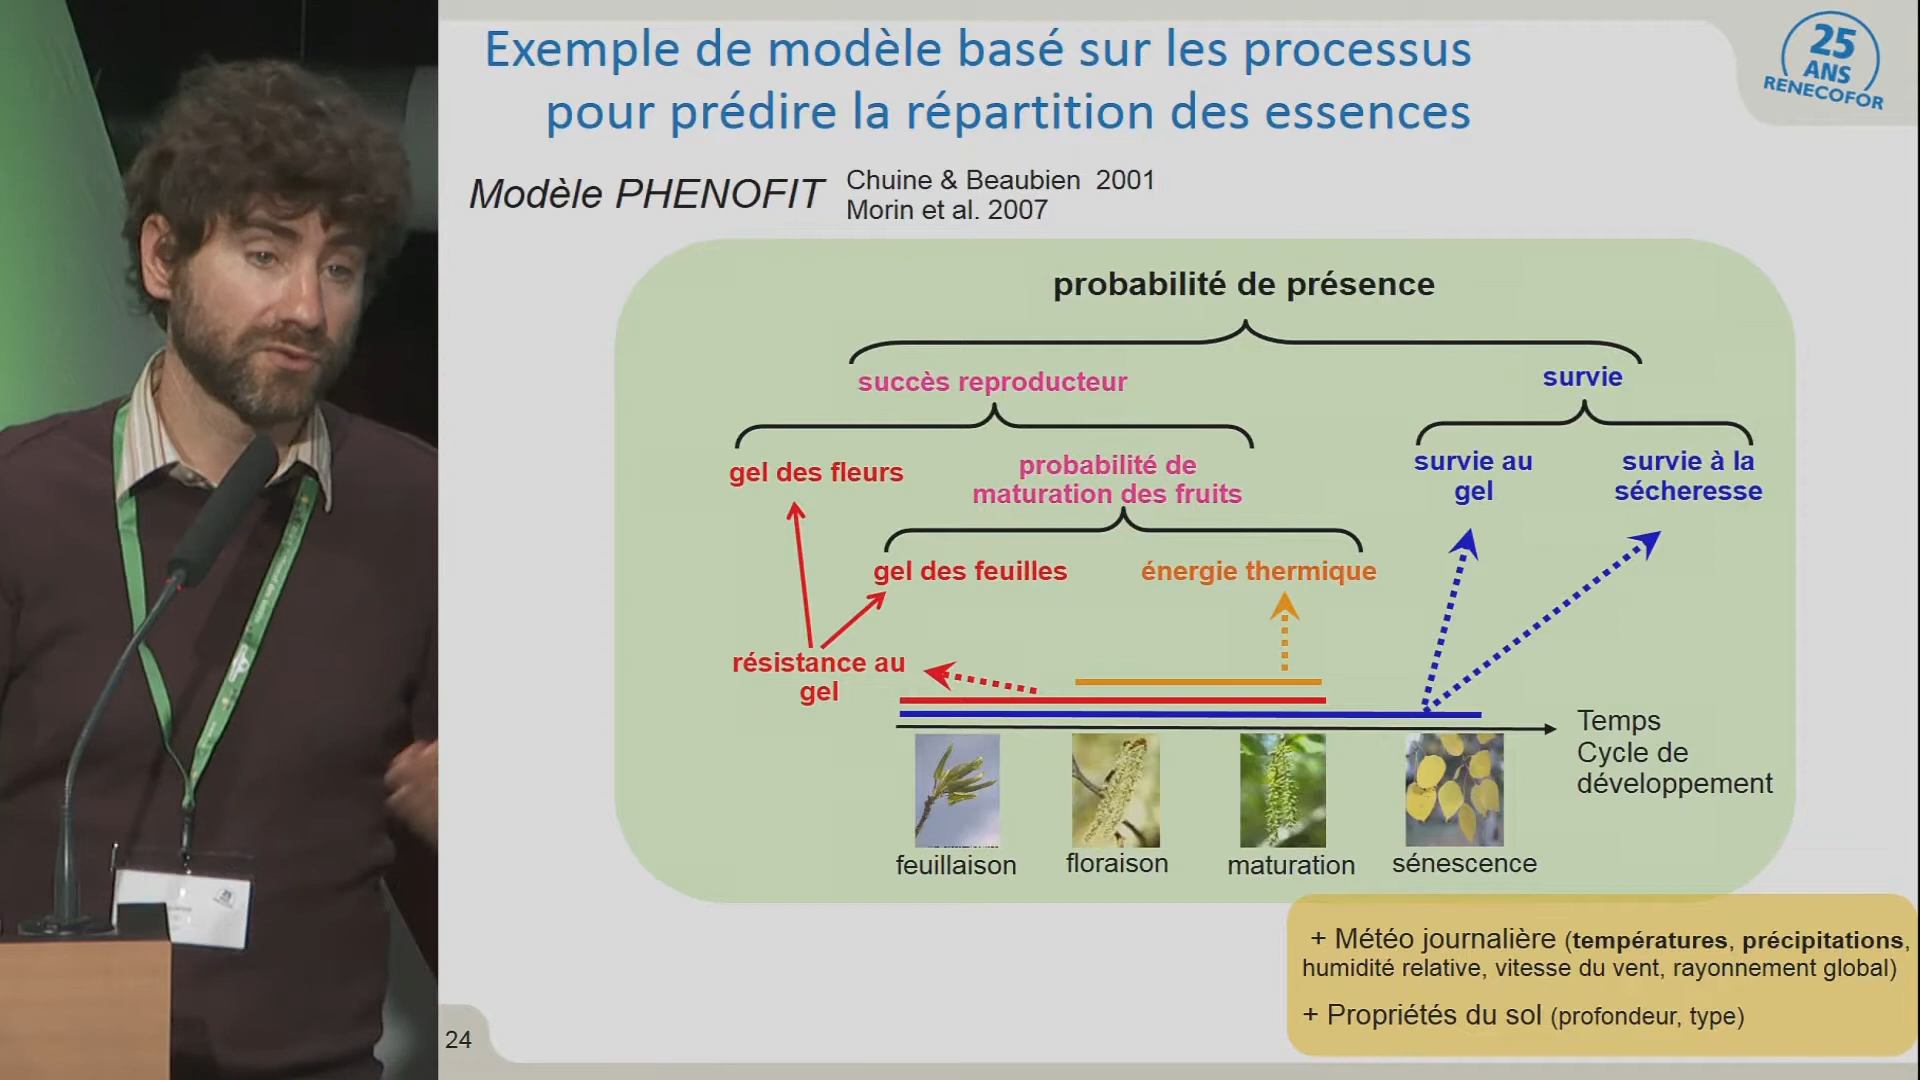 Exemple de modèle basé sur les processus
pour prédire la répartition des essences
25
ANS
RENECOFOR
Modèle PHENOFIT
Chuine & Beaubien 2001
Morin et al. 2007
probabilité de présence
succès reproducteur
survie
gel des fleurs
probabilité de
maturation des fruits
survie au
gel
survie à la
sécheresse
gel des feuilles
énergie thermique
résistance au
gel
Temps
Cycle de
développement
feuillaison
floraison
maturation
sénescence
+ Météo journalière (températures, précipitations,
humidité relative, vitesse du vent, rayonnement global)
+ Propriétés du sol (profondeur, type)
24